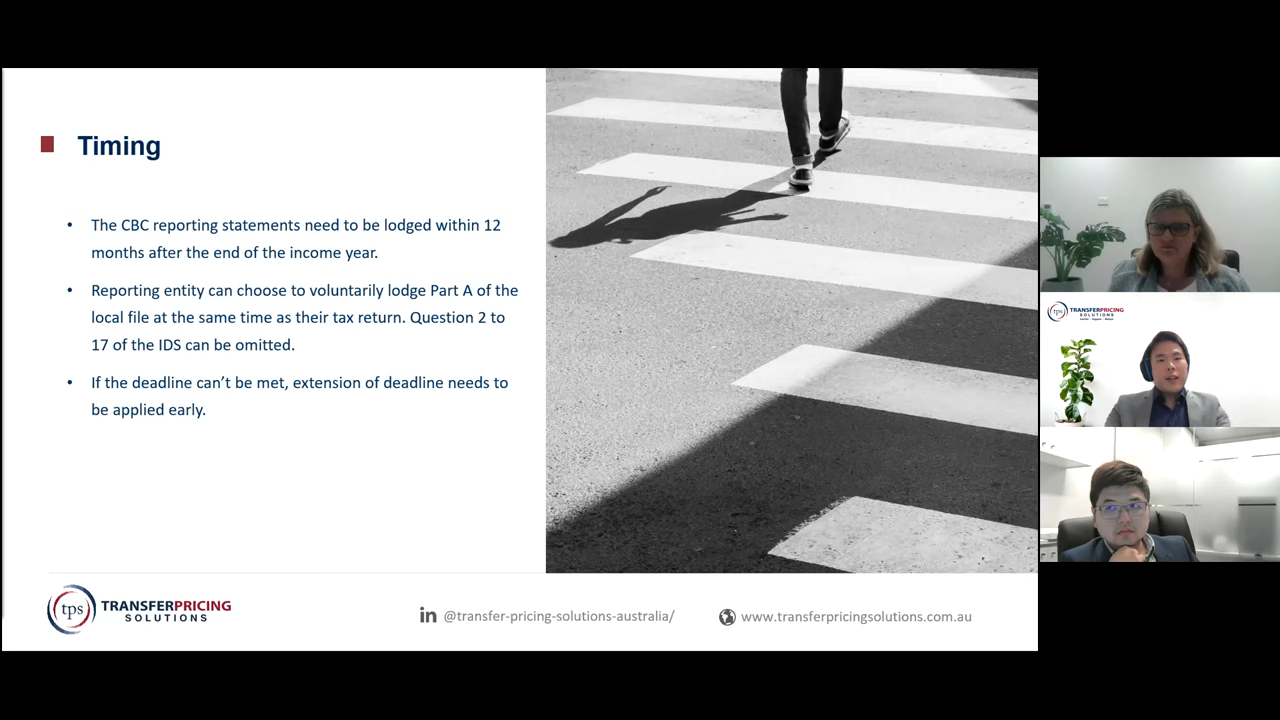 Timing
• The CBC reporting statements need to be lodged within 12
months after the end of the income year.
• Reporting entity can choose to voluntarily lodge Part A of the
local file at the same time as their tax return. Question 2 to
17 of the IDS can be omitted.
• If the deadline can’t be met, extension of deadline needs to
be applied early.
tps TRANSFERPRICING
SOLUTIONS
in @transfer-pricing-solutions-australia/
www.transferpricingsolutions.com.au
tps TRANSFERPRICING
SOLUTIONS